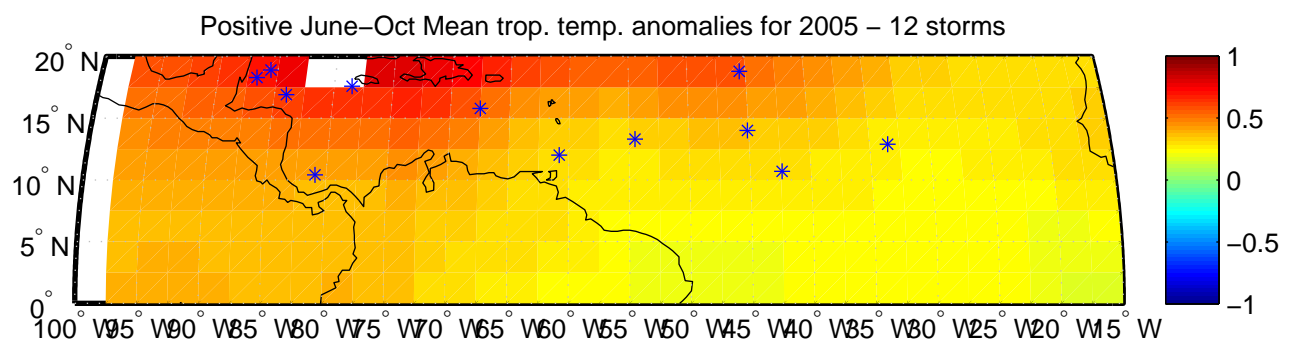 Positive June−Oct Mean trop. temp. anomalies for 2005 − 12 storms
20° N
15° N
10° N
5° N
0°
100° W 95° W 90° W 85° W 80° W 75° W 70° W 65° W 60° W 55° W 50° W 45° W 40° W 35° W 30° W 25° W 20° W 15° W
1
0.5
0
−0.5
−1